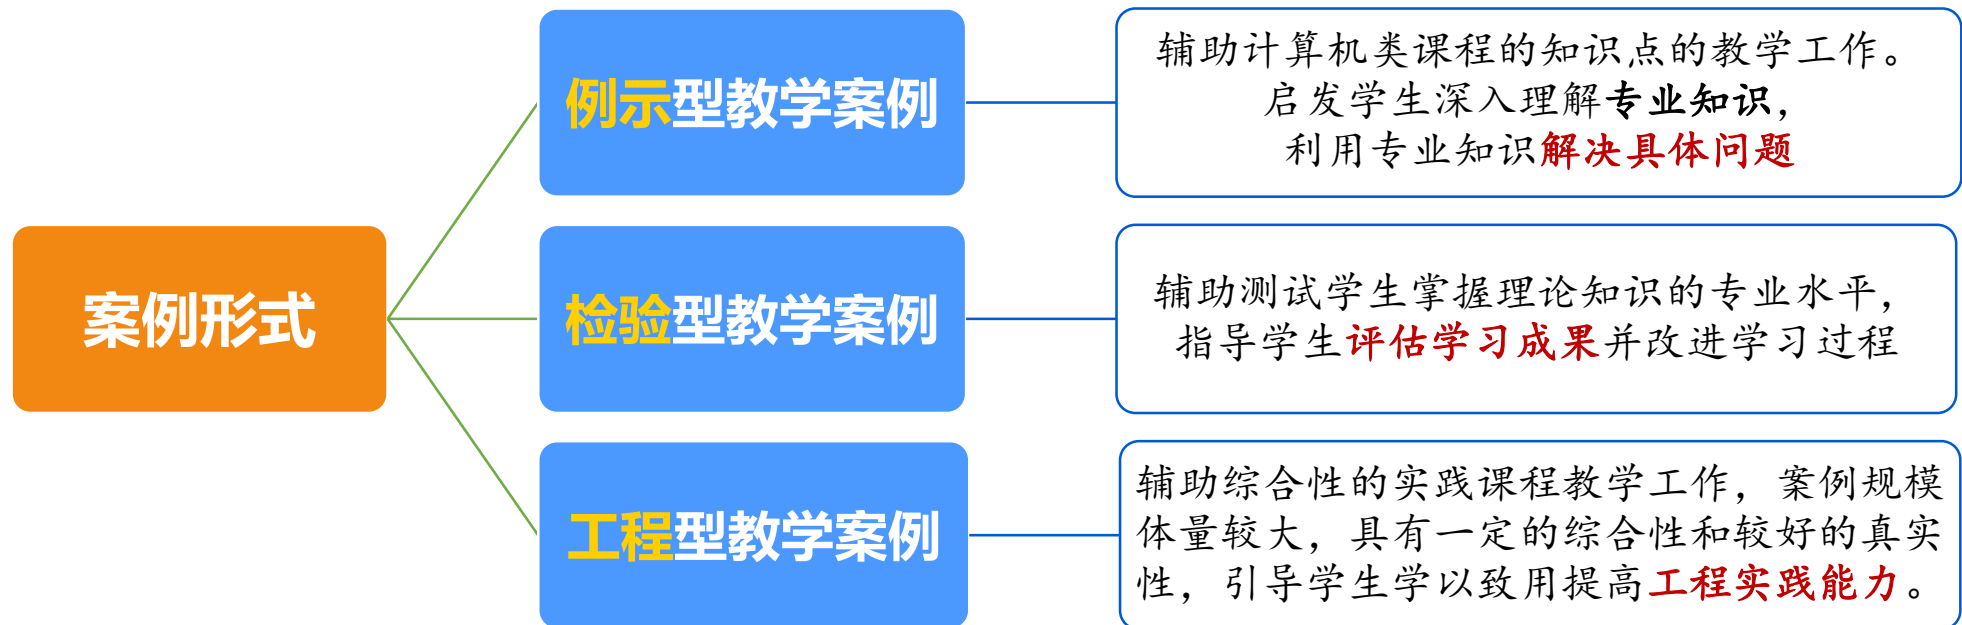 案例形式
例示型教学案例
辅助计算机类课程的知识点的教学工作。
启发学生深入理解专业知识，
利用专业知识解决具体问题
检验型教学案例
辅助测试学生掌握理论知识的专业水平，
指导学生评估学习成果并改进学习过程
工程型教学案例
辅助综合性的实践课程教学工作，案例规模
体量较大，具有一定的综合性和较好的真实
性，引导学生学以致用提高工程实践能力。